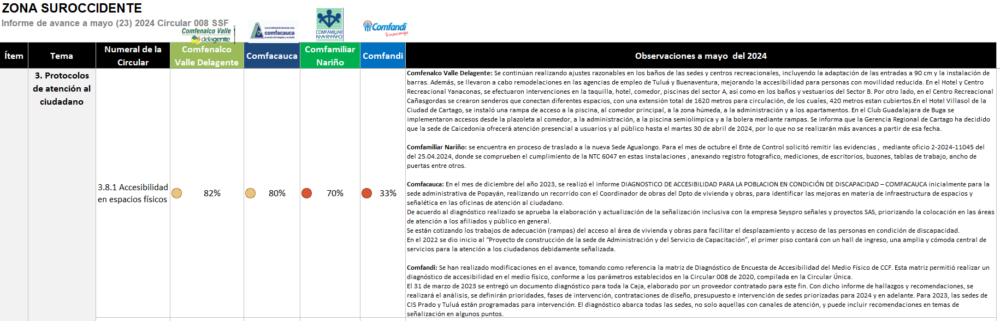 ZONA SUROCCIDENTE
Informe de avance a mayo (23) 2024 Circular 008 SSF
Comfenalco Valle
delagente
comfacauca
COMFAMILIAR
NARIÑO
Comfandi
Tu mano amiga
Ítem
Tema
Numeral de la
Circular
Comfenalco
Valle Delagente
Comfacauca
Comfamiliar
Nariño
Comfandi
Observaciones a mayo  del 2024
3. Protocolos
de atención al
ciudadano
3.8.1 Accesibilidad
en espacios físicos
82%
80%
70%
33%
Comfenalco Valle Delagente: Se continúan realizando ajustes razonables en los baños de las sedes y centros recreacionales, incluyendo la adaptación de las entradas a 90 cm y la instalación de
barras. Además, se llevaron a cabo remodelaciones en las agencias de empleo de Tuluá y Buenaventura, mejorando la accesibilidad para personas con movilidad reducida. En el Hotel y Centro
Recreacional Yanaconas, se efectuaron intervenciones en la taquilla, hotel, comedor, piscinas del sector A, así como en los baños y vestuarios del Sector B. Por otro lado, en el Centro Recreacional
Cañasgordas se crearon senderos que conectan diferentes espacios, con una extensión total de 1620 metros para circulación, de los cuales, 420 metros estan cubiertos.En el Hotel Villasol de la
Ciudad de Cartago, se instaló una rampa de acceso a la piscina, al comedor principal, a la zona húmeda, a la administración y a los apartamentos. En el Club Guadalajara de Buga se
implementaron accesos desde la plazoleta al comedor, a la administración, a la piscina semiolímpica y a la bolera mediante rampas. Se informa que la Gerencia Regional de Cartago ha decidido
que la sede de Caicedonia ofrecerá atención presencial a usuarios y al público hasta el martes 30 de abril de 2024, por lo que no se realizarán más avances a partir de esa fecha.
Comfamiliar Nariño: se encuentra en proceso de traslado a la nueva Sede Agualongo. Para el mes de octubre el Ente de Control solicitó remitir las evidencias ,  mediante oficio 2-2024-11045 del
del 25.04.2024, donde se comprueben el cumplimiento de la NTC 6047 en estas Instalaciones , anexando registro fotografico, mediciones, de escritorios, buzones, tablas de trabajo, ancho de
puertas entre otros.
Comfacauca: En el mes de diciembre del año 2023, se realizó el informe DIAGNOSTICO DE ACCESIBILIDAD PARA LA POBLACION EN CONDICIÓN DE DISCAPACIDAD – COMFACAUCA inicialmente para la
sede administrativa de Popayán, realizando un recorrido con el Coordinador de obras del Dpto de vivienda y obras, para identificar las mejoras en materia de infraestructura de espacios y
señalética en las oficinas de atención al ciudadano.
De acuerdo al diagnóstico realizado se aprueba la elaboración y actualización de la señalización inclusiva con la empresa Seyspro señales y proyectos SAS, priorizando la colocación en las áreas
de atención a los afiliados y público en general.
Se están cotizando los trabajos de adecuación (rampas) del acceso al área de vivienda y obras para facilitar el desplazamiento y acceso de las personas en condición de discapacidad.
En el 2022 se dio inicio al “Proyecto de construcción de la sede de Administración y del Servicio de Capacitación”, el primer piso contará con un hall de ingreso, una amplia y cómoda central de
servicios para la atención a los ciudadanos debidamente señalizada.
Comfandi: Se han realizado modificaciones en el avance, tomando como referencia la matriz de Diagnóstico de Encuesta de Accesibilidad del Medio Físico de CCF. Esta matriz permitió realizar un
diagnóstico de accesibilidad en el medio físico, conforme a los parámetros establecidos en la Circular 008 de 2020, compilada en la Circular Única.
El 31 de marzo de 2023 se entregó un documento diagnóstico para toda la Caja, elaborado por un proveedor contratado para este fin. Con dicho informe de hallazgos y recomendaciones, se
realizará el análisis, se definirán prioridades, fases de intervención, contrataciones de diseño, presupuesto e intervención de sedes priorizadas para 2024 y en adelante. Para 2023, las sedes de
CIS Prado y Tuluá están programadas para intervención. El diagnóstico abarca todas las sedes, no solo aquellas con canales de atención, y puede incluir recomendaciones en temas de
señalización en algunos puntos.